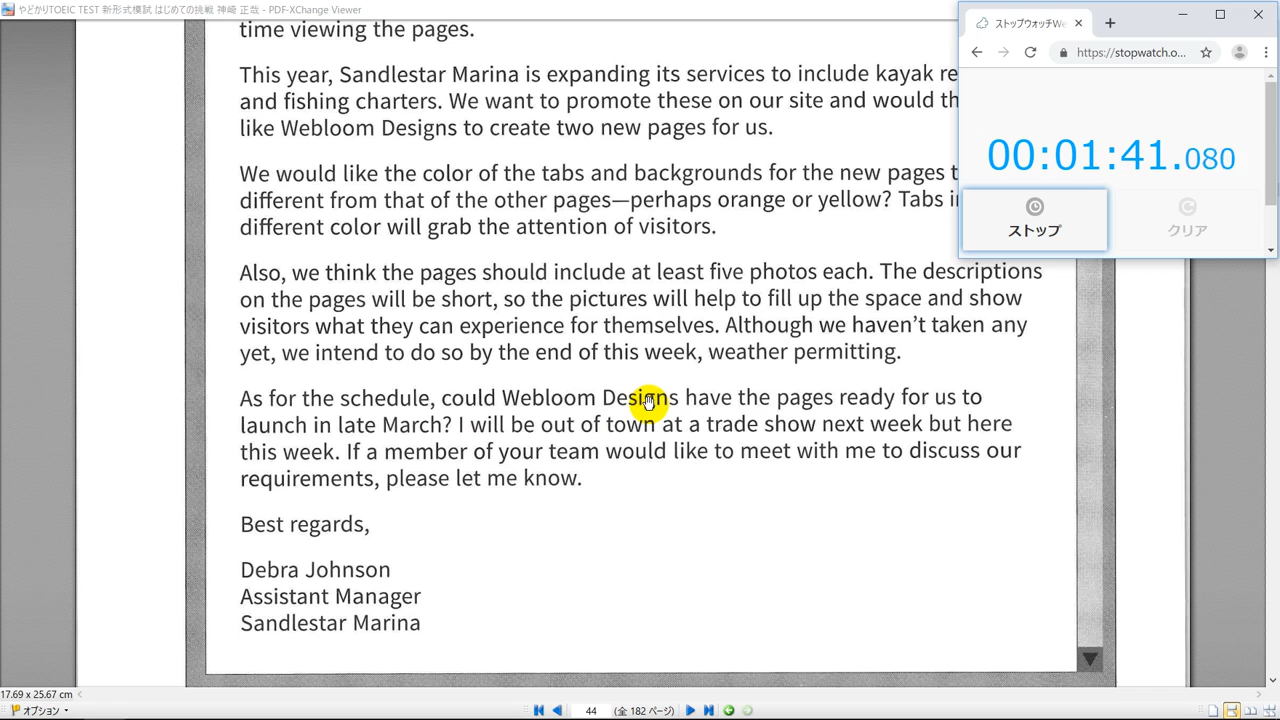 やどかりTOEIC TEST 新形式模試 はじめての挑戦 神崎 正哉 - PDF-XChange Viewer
time viewing the pages.
This year, Sandlestar Marina is expanding its services to include kayak re
and fishing charters. We want to promote these on our site and would th
like Webloom Designs to create two new pages for us.
We would like the color of the tabs and backgrounds for the new pages t
different from that of the other pages—perhaps orange or yellow? Tabs in
different color will grab the attention of visitors.
Also, we think the pages should include at least five photos each. The descriptions
on the pages will be short, so the pictures will help to fill up the space and show
visitors what they can experience for themselves. Although we haven’t taken any
yet, we intend to do so by the end of this week, weather permitting.
As for the schedule, could Webloom Designs have the pages ready for us to
launch in late March? I will be out of town at a trade show next week but here
this week. If a member of your team would like to meet with me to discuss our
requirements, please let me know.
Best regards,
Debra Johnson
Assistant Manager
Sandlestar Marina
ストップウォッチW
https://stopwatch.o...
00:01:41.080
ストップ
クリア
17.69 x 25.67 cm
オプション
44
(全 182 ページ)